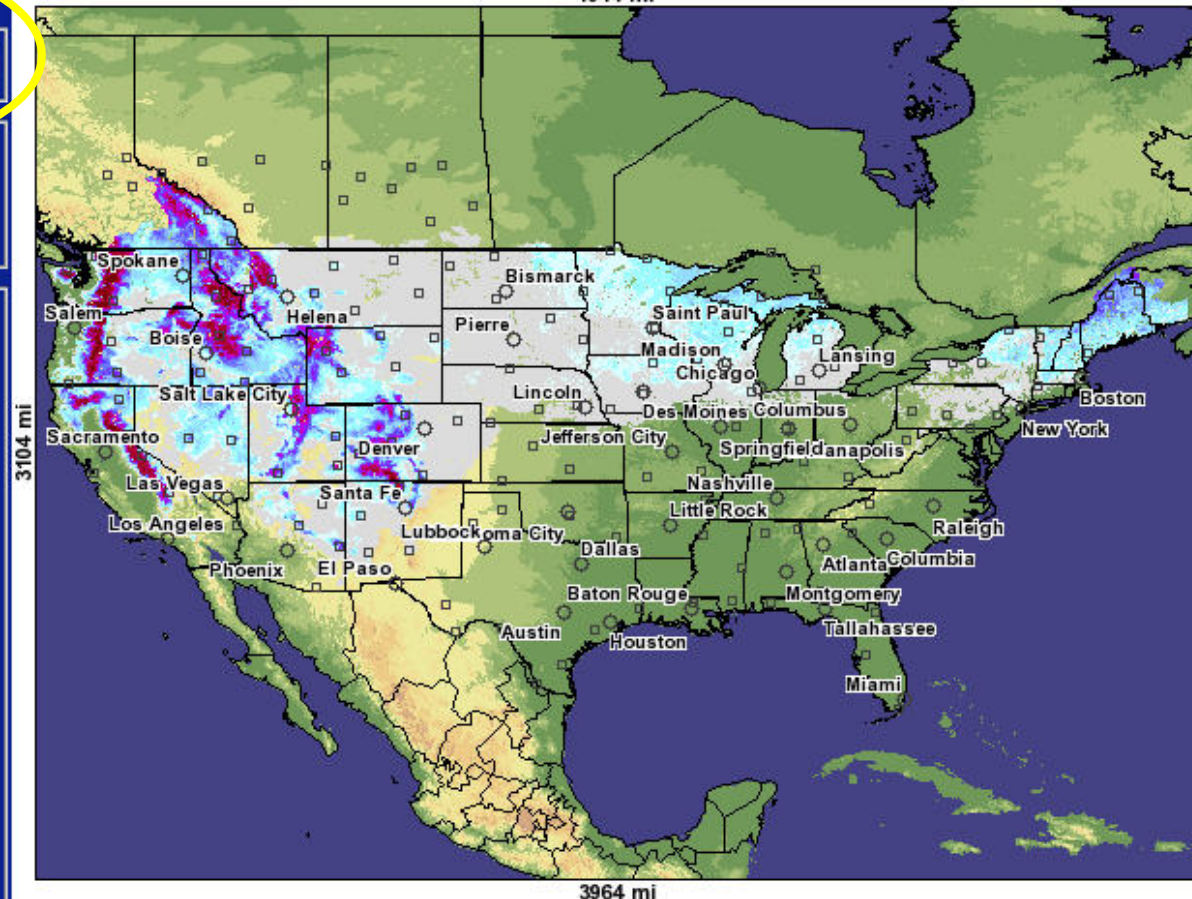 Spokane
Bismarck
Salem
Helena
Saint Paul
Pierre
Boise
Madison
Lansing
Chicago
Salt Lake City
Lincoln
Boston
Des Moines
Columbus
New York
Sacramento
Jefferson City
Denver
Springfield
danapolis
Las Vegas
Nashville
Santa Fe
Little Rock
Los Angeles
Lubbock
oma City
Raleigh
Dallas
Atlanta
Columbia
Phoenix
El Paso
Baton Rouge
Montgomery
Austin
Houston
Tallahassee
Miami
3104 mi
3964 mi